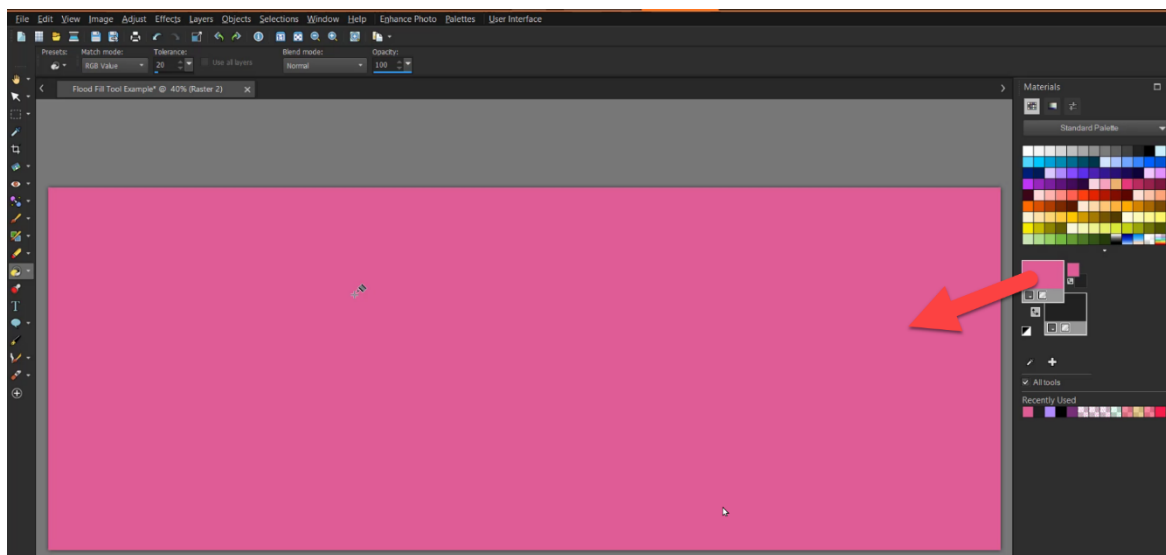 File Edit View Image Adjust Effects Layers Objects Selections Window Help Enhance Photo Palettes User Interface
Presets: Match mode: Tolerance: Blend mode: Opacity:
RGB Value 20 Use all layers Normal 100
Flood Fill Tool Example* @ 40% (Raster 2)
Materials
Standard Palette
T
All tools
Recently Used